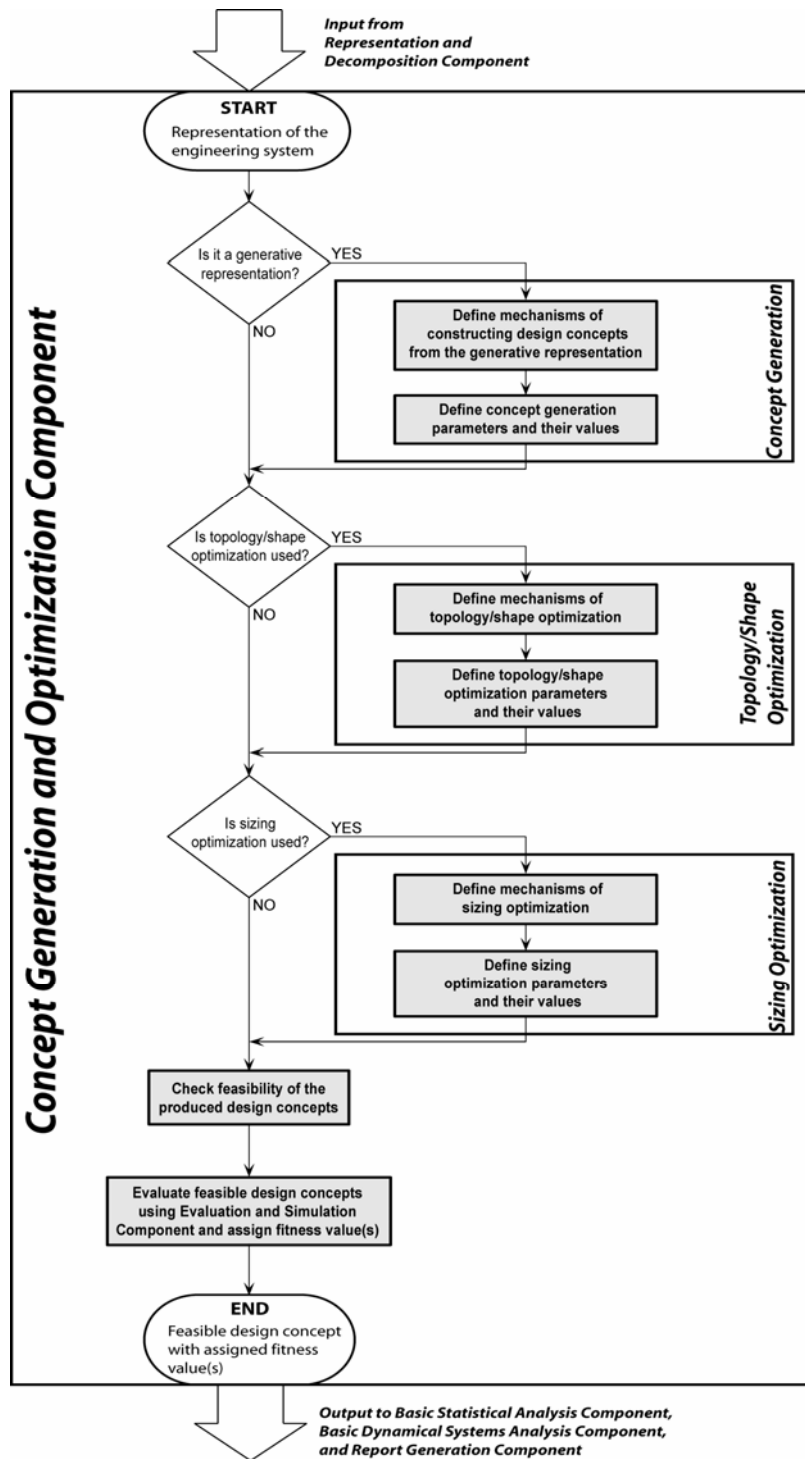 Input from
Representation and
Decomposition Component
Concept Generation and Optimization Component
START
Representation of the
engineering system
Is it a generative
representation?
YES
NO
Define mechanisms of
constructing design concepts
from the generative representation
Define concept generation
parameters and their values
Concept Generation
Is topology/shape
optimization used?
YES
NO
Define mechanisms of
topology/shape optimization
Define topology/shape
optimization parameters
and their values
Topology/Shape
Optimization
Is sizing
optimization used?
YES
NO
Define mechanisms of
sizing optimization
Define sizing
optimization parameters
and their values
Sizing Optimization
Check feasibility of the
produced design concepts
Evaluate feasible design concepts
using Evaluation and Simulation
Component and assign fitness value(s)
END
Feasible design concept
with assigned fitness
value(s)
Output to Basic Statistical Analysis Component,
Basic Dynamical Systems Analysis Component,
and Report Generation Component